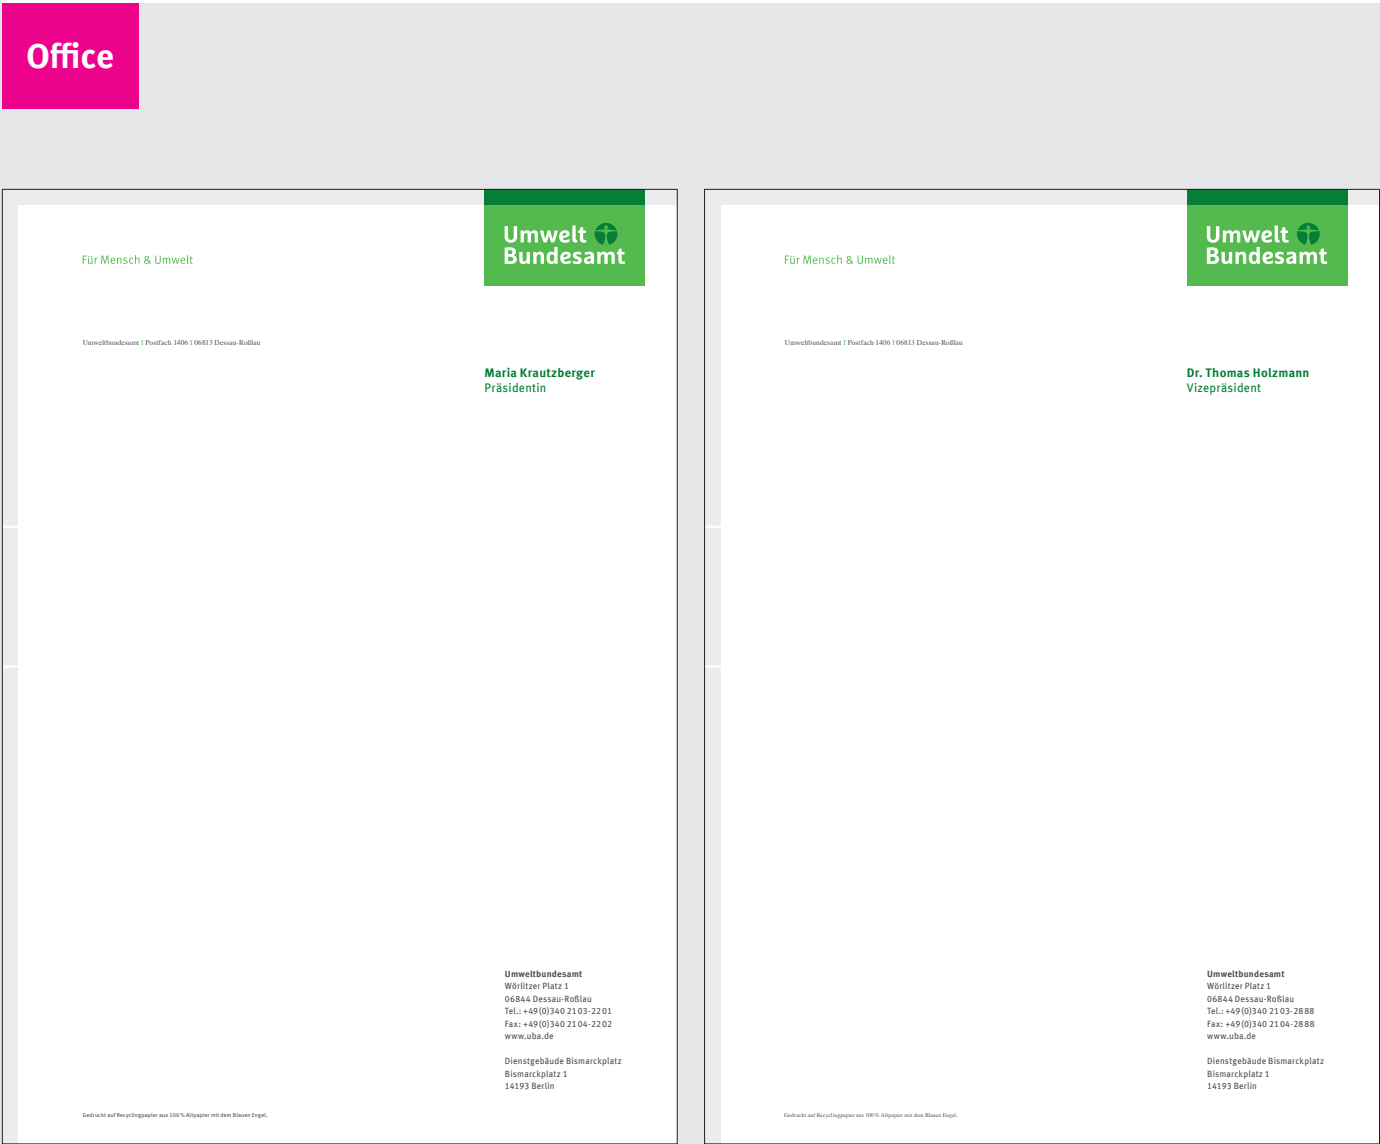 Office
Umwelt
Bundesamt
Für Mensch & Umwelt
Umweltbundesamt I Postfach 1406 I 06813 Dessau-Roßlau
Maria Krautzberger
Präsidentin
Umweltbundesamt
Wörlitzer Platz 1
06844 Dessau-Roßlau
Tel.: +49(0)340 2103-2201
Fax: +49(0)340 2104-2202
www.uba.de
Dienstgebäude Bismarckplatz
Bismarckplatz 1
14193 Berlin
Gedruckt auf Recyclingpapier aus 100 % Altpapier mit dem Blauen Engel.
Umwelt
Bundesamt
Für Mensch & Umwelt
Umweltbundesamt I Postfach 1406 I 06813 Dessau-Roßlau
Dr. Thomas Holzmann
Vizepräsident
Umweltbundesamt
Wörlitzer Platz 1
06844 Dessau-Roßlau
Tel.: +49(0)340 2103-2888
Fax: +49(0)340 2104-2888
www.uba.de
Dienstgebäude Bismarckplatz
Bismarckplatz 1
14193 Berlin
Gedruckt auf Recyclingpapier aus 100 % Altpapier mit dem Blauen Engel.